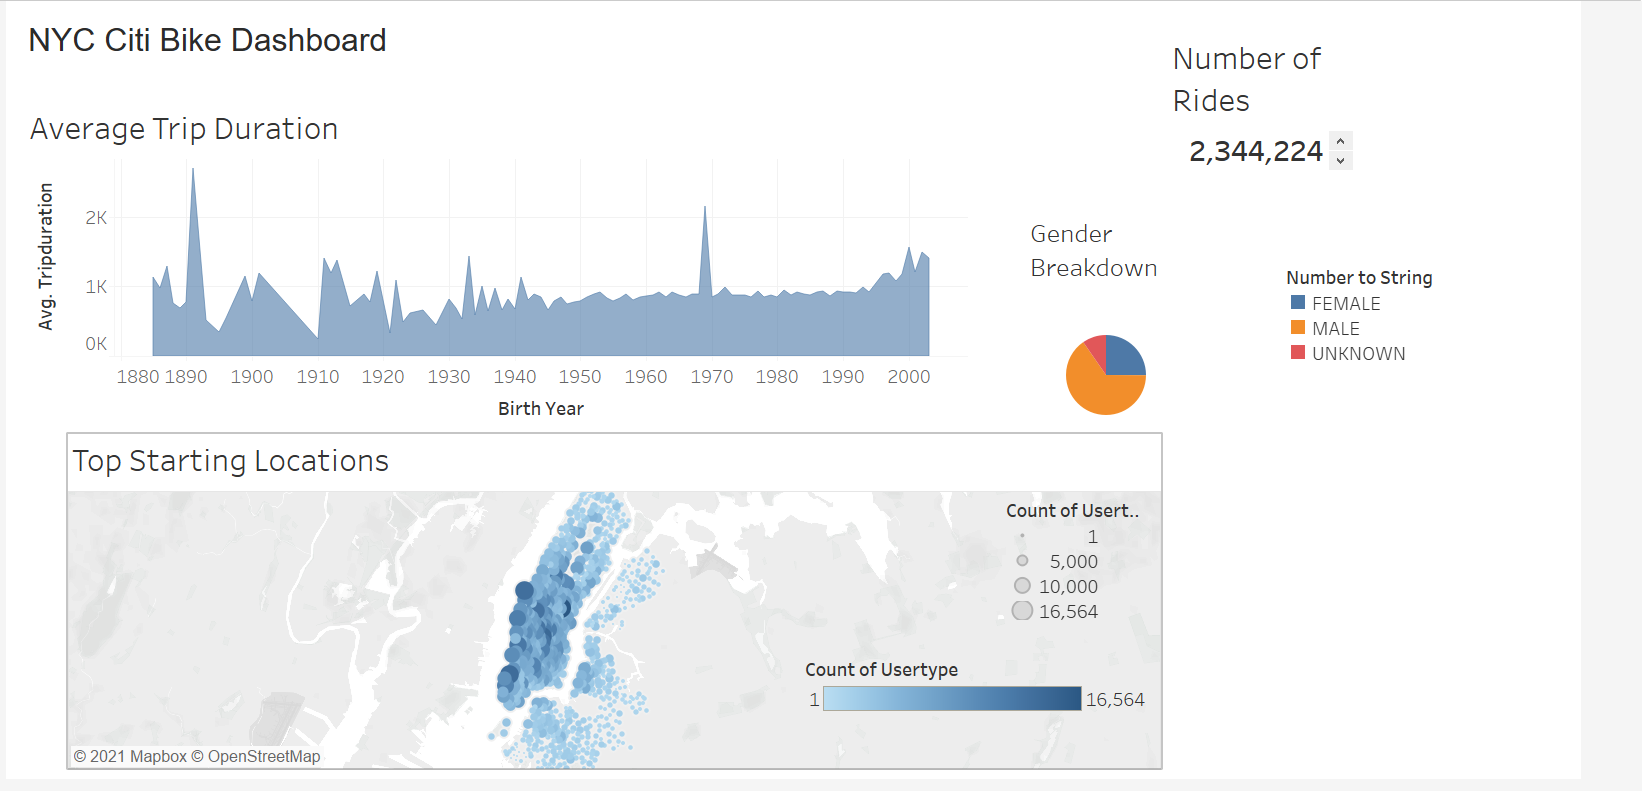 NYC Citi Bike Dashboard
Number of
Rides
2,344,224
Average Trip Duration
Avg. Tripduration
2K
1K
0K
1880 1890 1900 1910 1920 1930 1940 1950 1960 1970 1980 1990 2000
Birth Year
Gender
Breakdown
Number to String
FEMALE
MALE
UNKNOWN
Top Starting Locations
Count of Usert..
1
5,000
10,000
16,564
Count of Usertype
1 16,564
© 2021 Mapbox © OpenStreetMap